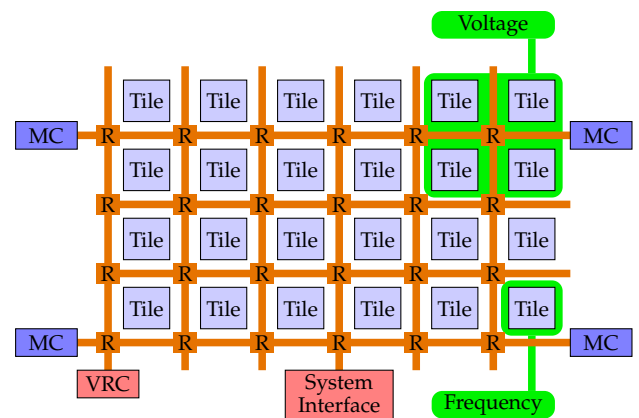 Voltage
Tile Tile Tile Tile Tile Tile
MC R R R R R R MC
Tile Tile Tile Tile Tile Tile
R R R R R R
Tile Tile Tile Tile Tile Tile
R R R R R R
Tile Tile Tile Tile Tile Tile
MC R R R R R R MC
VRC
System
Interface
Frequency